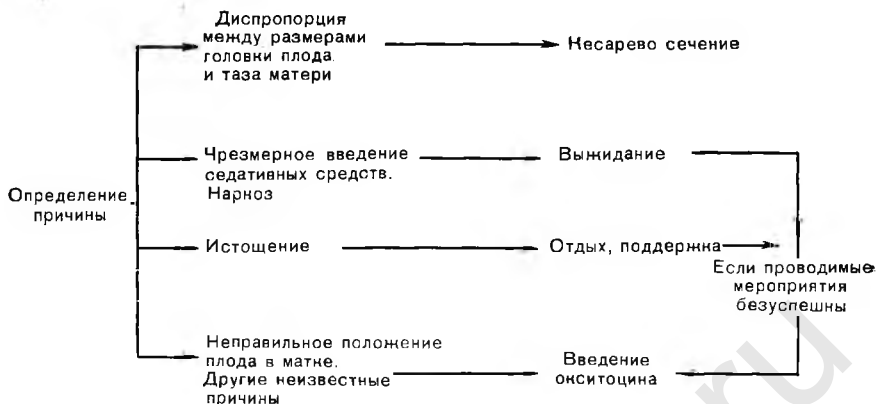 Диспропорция
между размерами
головки плода
и таза матери
Кесарево сечение
Чрезмерное введение
седативных средств.
Наркоз
Выжидание
Определение
причины
Истощение
Отдых, поддержка
Если проводимые
мероприятия
безуспешны
Неправильное положение
плода в матке.
Другие неизвестные
причины
Введение
окситоцина
ru